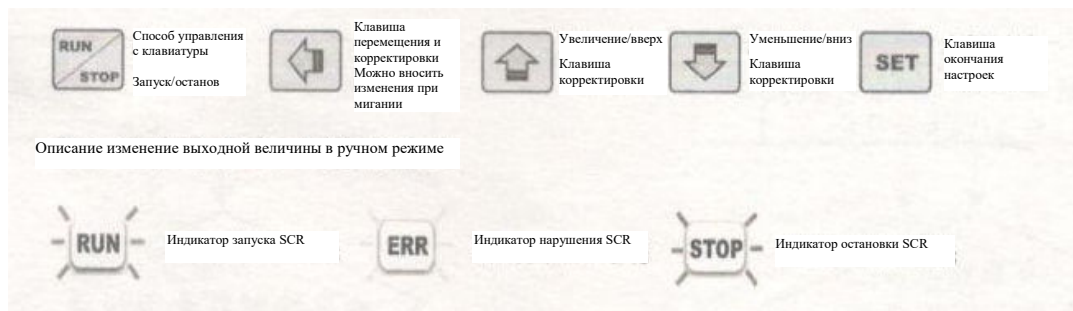 RUN
STOP
Способ управления
с клавиатуры
Запуск/останов
Клавиша
перемещения и
корректировки
Можно вносить
изменения при
мигании
Увеличение/вверх
Клавиша
корректировки
Уменьшение/вниз
Клавиша
корректировки
SET
Клавиша
окончания
настроек
Описание изменение выходной величины в ручном режиме
RUN
Индикатор запуска SCR
ERR
Индикатор нарушения SCR
STOP
Индикатор остановки SCR